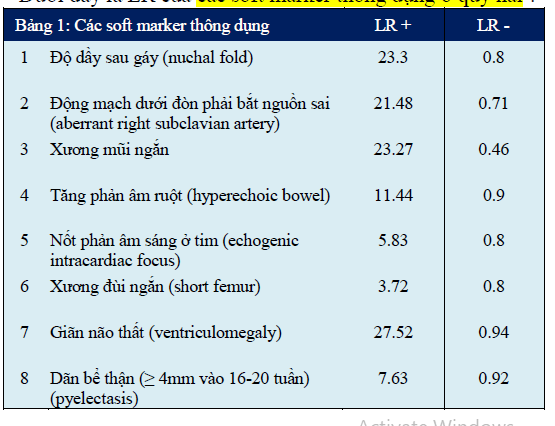 Dưới đây là LR của các soft marker thông dụng ở quý hai :
Bảng 1: Các soft marker thông dụng LR + LR -
1 Độ dầy sau gáy (nuchal fold) 23.3 0.8
2 Động mạch dưới đòn phải bắt nguồn sai (aberrant right subclavian artery) 21.48 0.71
3 Xương mũi ngắn 23.27 0.46
4 Tăng phản âm ruột (hyperechoic bowel) 11.44 0.9
5 Nốt phản âm sáng ở tim (echogenic intracardiac focus) 5.83 0.8
6 Xương đùi ngắn (short femur) 3.72 0.8
7 Giãn não thất (ventriculomegaly) 27.52 0.94
8 Dãn bể thận (≥ 4mm vào 16-20 tuần) (pyelectasis) 7.63 0.92
Activate Windows